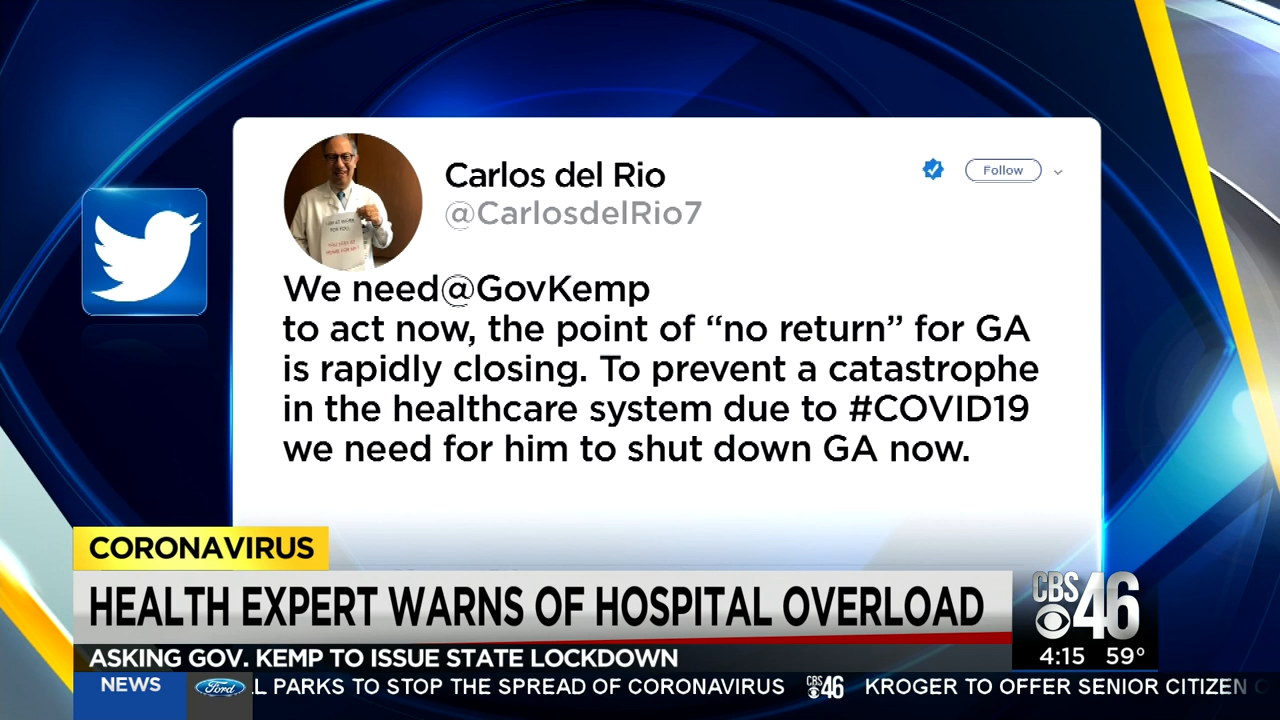 Carlos del Rio
@CarlosdelRio7
Follow
We need@GovKemp
to act now, the point of “no return” for GA
is rapidly closing. To prevent a catastrophe
in the healthcare system due to #COVID19
we need for him to shut down GA now.
CORONAVIRUS
HEALTH EXPERT WARNS OF HOSPITAL OVERLOAD
CBS 46
ASKING GOV. KEMP TO ISSUE STATE LOCKDOWN
4:15 59°
NEWS Ford PARKS TO STOP THE SPREAD OF CORONAVIRUS CBS 46 KROGER TO OFFER SENIOR CITIZEN